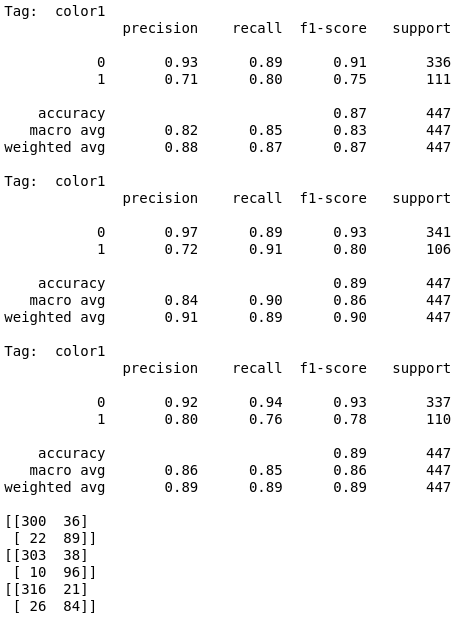 Tag:  color1
              precision    recall  f1-score   support

           0       0.93      0.89      0.91       336
           1       0.71      0.80      0.75       111

    accuracy                           0.87       447
   macro avg       0.82      0.85      0.83       447
weighted avg       0.88      0.87      0.87       447

Tag:  color1
              precision    recall  f1-score   support

           0       0.97      0.89      0.93       341
           1       0.72      0.91      0.80       106

    accuracy                           0.89       447
   macro avg       0.84      0.90      0.86       447
weighted avg       0.91      0.89      0.90       447

Tag:  color1
              precision    recall  f1-score   support

           0       0.92      0.94      0.93       337
           1       0.80      0.76      0.78       110

    accuracy                           0.89       447
   macro avg       0.86      0.85      0.86       447
weighted avg       0.89      0.89      0.89       447

[[300  36]
 [ 22  89]]
[[303  38]
 [ 10  96]]
[[316  21]
 [ 26  84]]